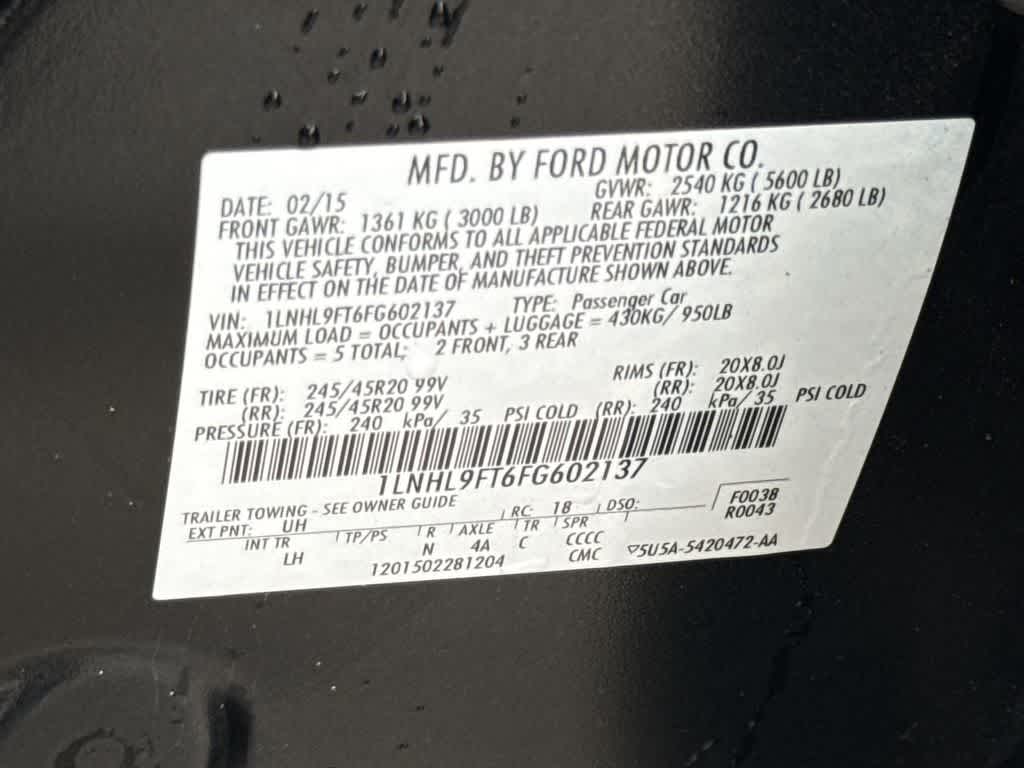 MFD. BY FORD MOTOR CO.
DATE: 02/15 GVWR: 2540 KG ( 5600 LB)
FRONT GAWR: 1361 KG ( 3000 LB) REAR GAWR: 1216 KG ( 2680 LB)
THIS VEHICLE CONFORMS TO ALL APPLICABLE FEDERAL MOTOR
VEHICLE SAFETY, BUMPER, AND THEFT PREVENTION STANDARDS
IN EFFECT ON THE DATE OF MANUFACTURE SHOWN ABOVE.
VIN: 1LNHL9FT6FG602137 TYPE: Passenger Car
MAXIMUM LOAD = OCCUPANTS + LUGGAGE = 430KG/ 950LB
OCCUPANTS = 5 TOTAL; 2 FRONT, 3 REAR
TIRE (FR): 245/45R20 99V RIMS (FR): 20X8.0J
(RR): 245/45R20 99V (RR): 20X8.0J
PRESSURE (FR): 240 kPa/ 35 PSI COLD (RR): 240 kPa/ 35 PSI COLD
1LNHL9FT6FG602137
TRAILER TOWING - SEE OWNER GUIDE
EXT PNT: UH RC: 18 DSO: F0038
R0043
INT TR TP/PS R AXLE TR SPR
LH N 4A C CCCC
1201502281204 CMC ▽5U5A-5420472-AA